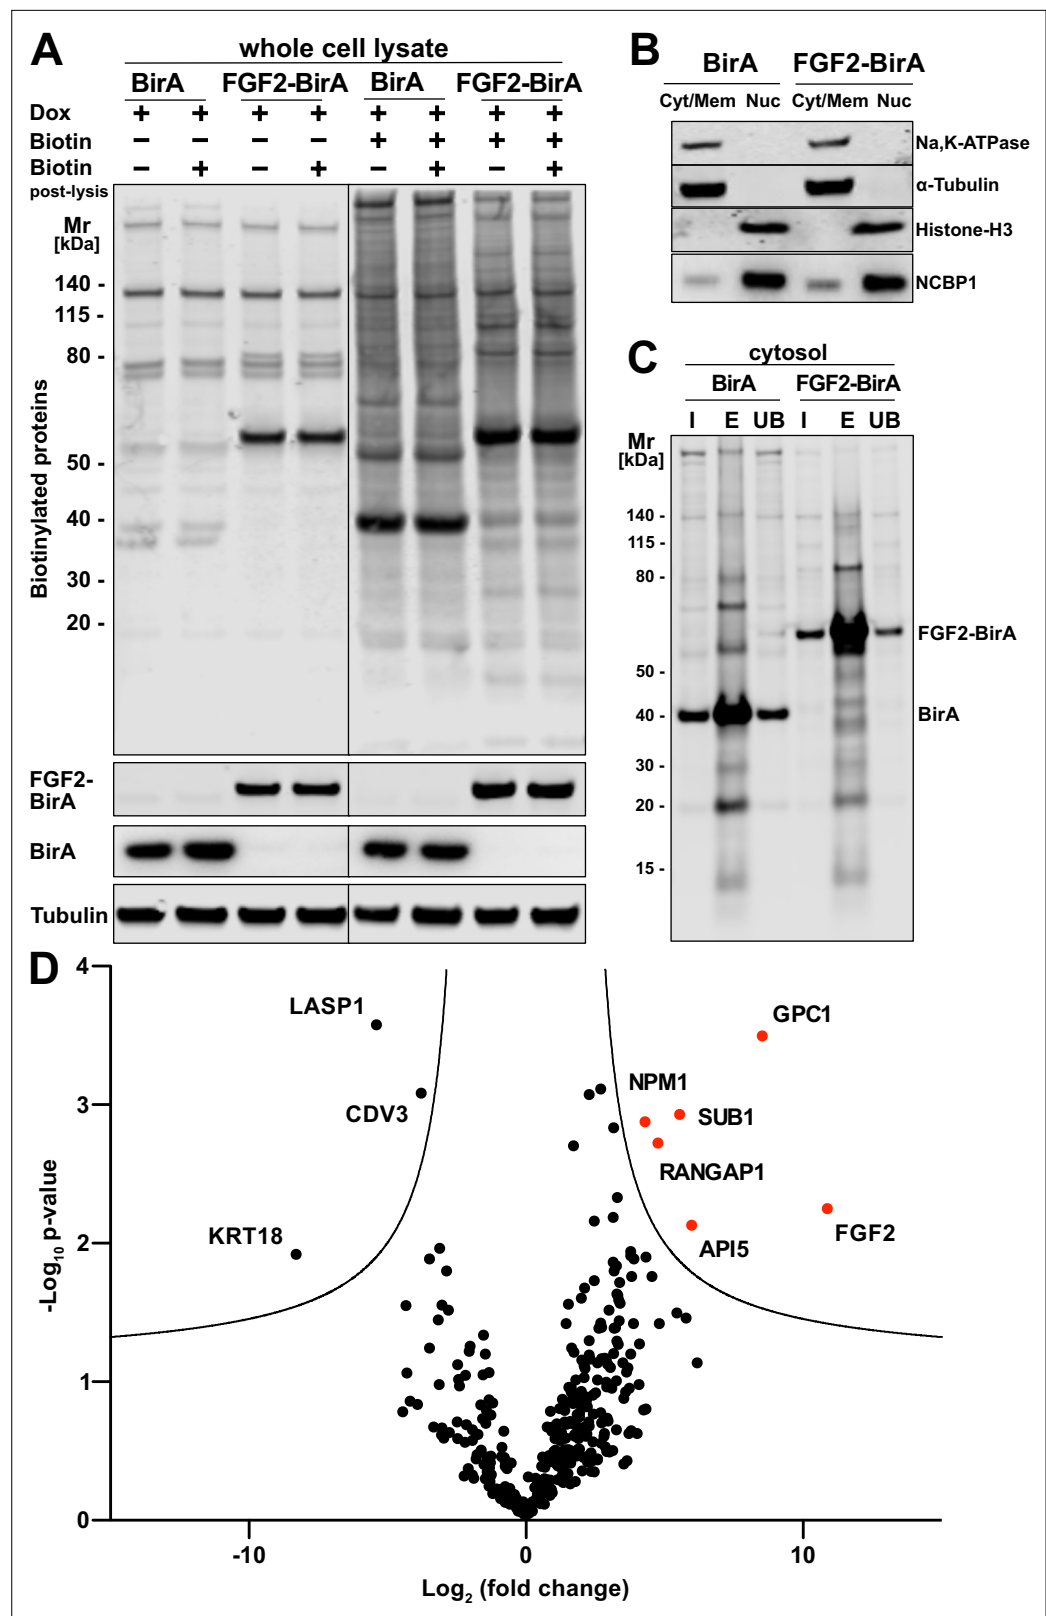 A
whole cell lysate
BirA FGF2-BirA BirA FGF2-BirA
Dox + + + + + + + +
Biotin − − − − + + + +
Biotin − + − + − + − +
post-lysis
Mr
[kDa]
140 -
115 -
80 -
50 -
40 -
30 -
20 -
Biotinylated proteins
FGF2-
BirA
BirA
Tubulin
B
BirA FGF2-BirA
Cyt/Mem Nuc Cyt/Mem Nuc
Na,K-ATPase
α-Tubulin
Histone-H3
NCBP1
C
cytosol
BirA FGF2-BirA
I E UB I E UB
Mr
[kDa]
140 -
115 -
80 -
50 -
40 -
30 -
20 -
15 -
FGF2-BirA
BirA
D
4
3
2
1
0
-Log10 p-value
LASP1
CDV3
KRT18
GPC1
NPM1
SUB1
RANGAP1
API5
FGF2
-10 0 10
Log2 (fold change)